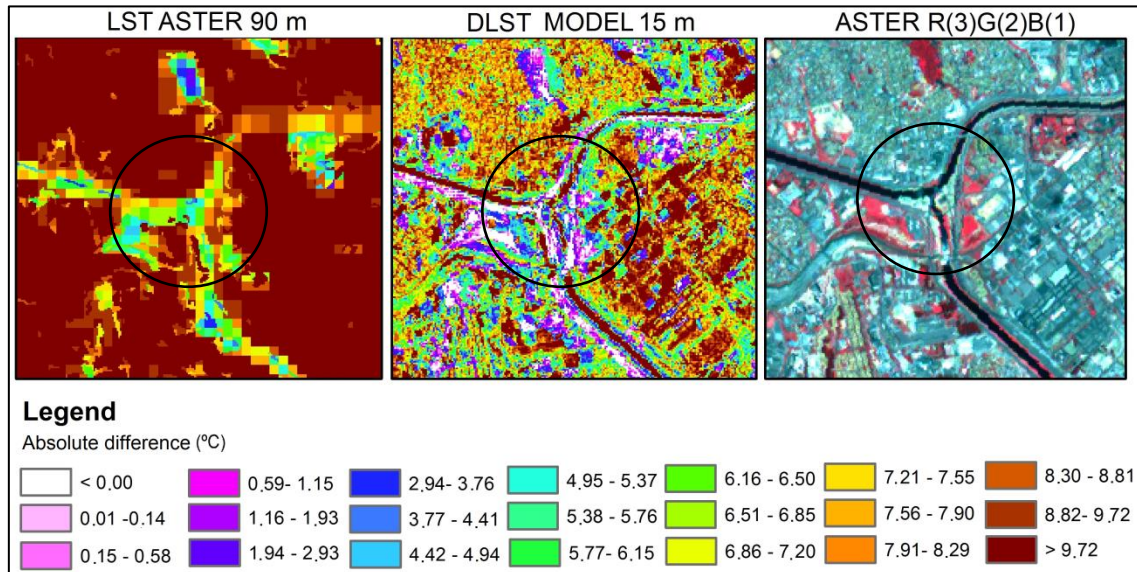 LST ASTER 90 m
DLST MODEL 15 m
ASTER R(3)G(2)B(1)
Legend
Absolute difference (ºC)
< 0.00
0.59- 1.15
2.94- 3.76
4.95 - 5.37
6.16 - 6.50
7.21 - 7.55
8.30 - 8.81
0.01 -0.14
1.16 - 1.93
3.77 - 4.41
5.38 - 5.76
6.51 - 6.85
7.56 - 7.90
8.82- 9.72
0.15 - 0.58
1.94 - 2.93
4.42 - 4.94
5.77- 6.15
6.86 - 7.20
7.91- 8.29
> 9.72